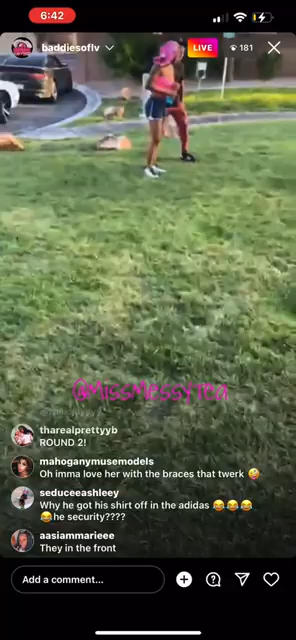 6:42
baddiesoflv
LIVE
181
@MissMessyTea
tharealprettyyb
ROUND 2!
mahoganymusemodels
Oh imma love her with the braces that twerk 🤪
seduceashleey
Why he got his shirt off in the adidas 😂😂😂
😂he security????
aasiammarieee
They in the front
Add a comment...